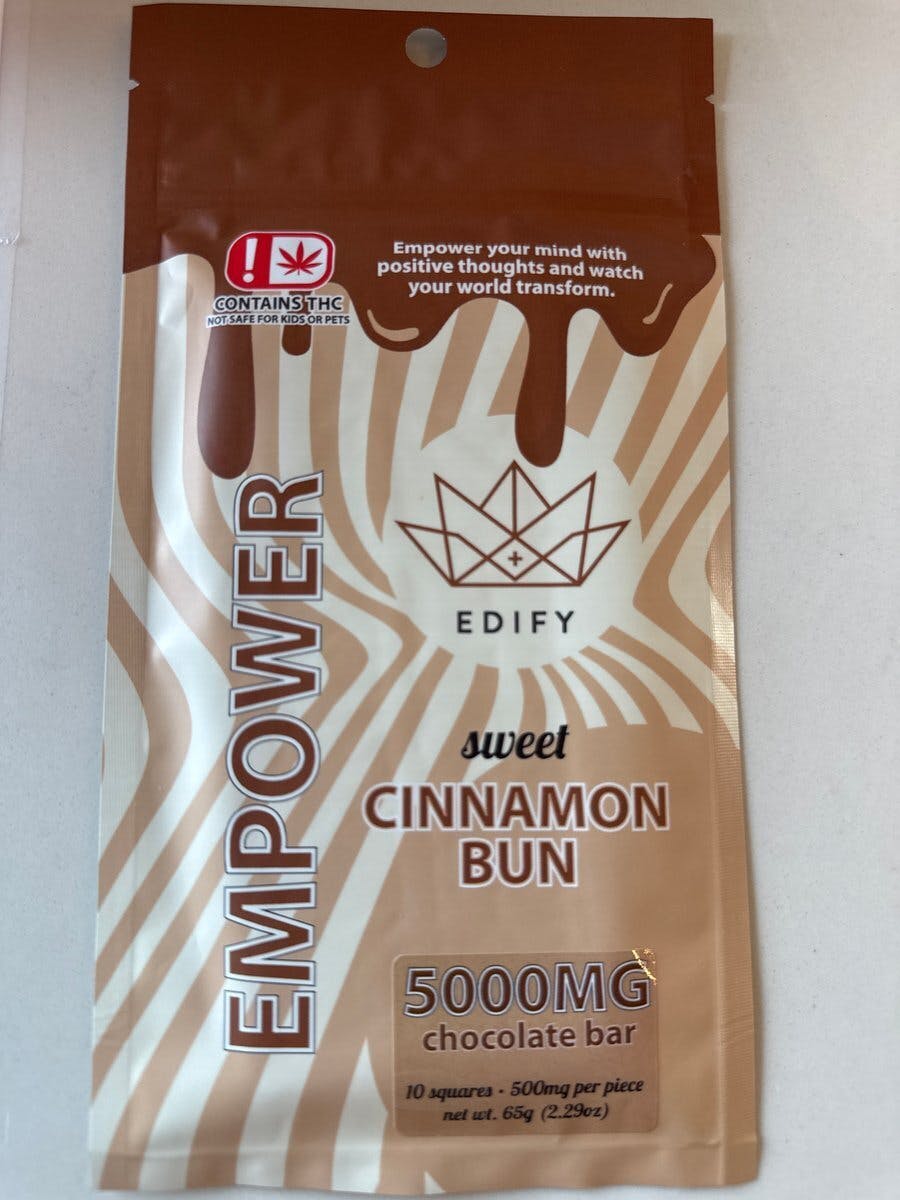 !
CONTAINS THC
NOT SAFE FOR KIDS OR PETS
Empower your mind with
positive thoughts and watch
your world transform.
EMPOWER
EDIFY
sweet
CINNAMON
BUN
5000MG
chocolate bar
10 squares · 500mg per piece
net wt. 65g (2.29oz)